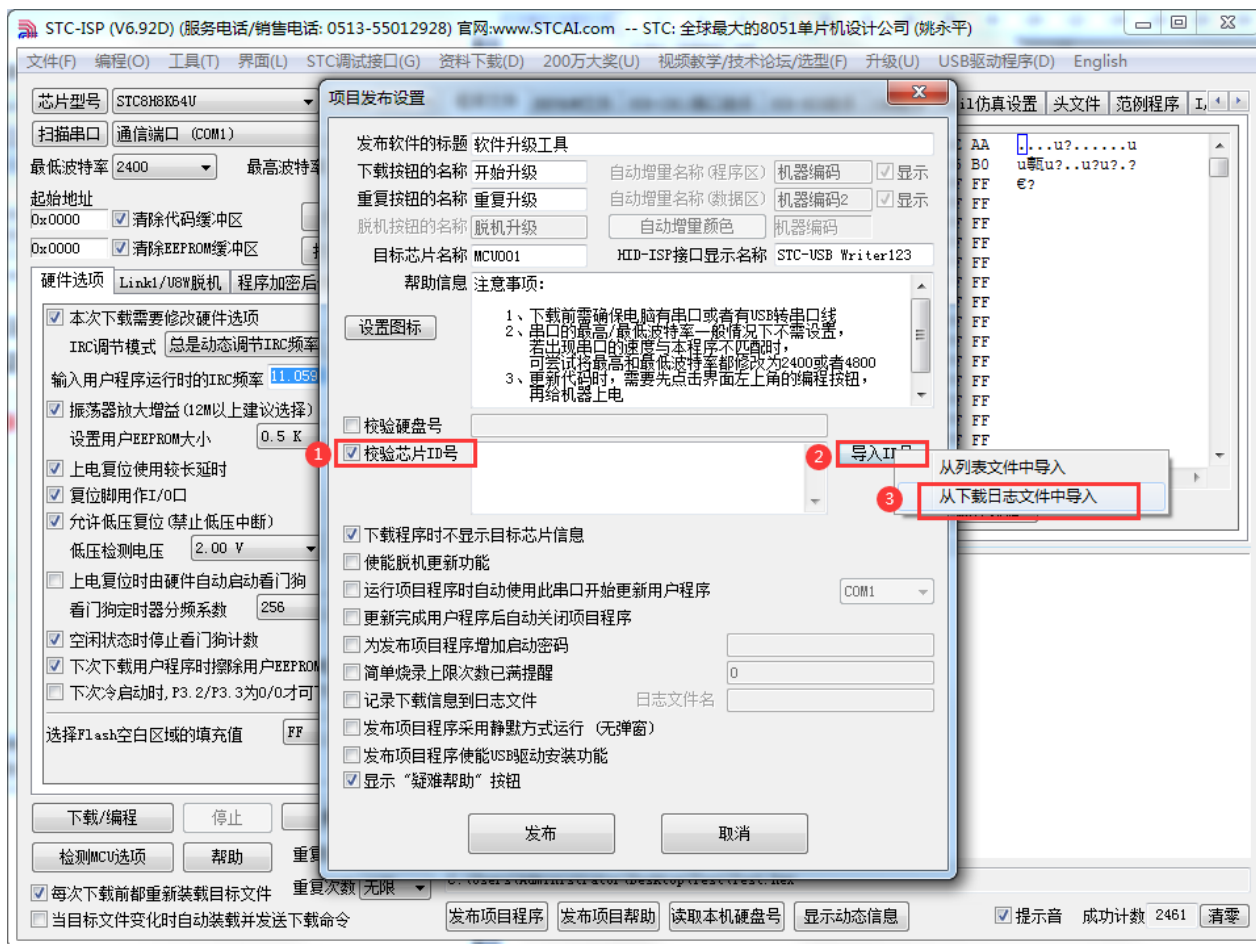 STC-ISP (V6.92D) (服务电话/销售电话: 0513-55012928) 官网:www.STCAI.com -- STC: 全球最大的8051单片机设计公司 (姚永平)
文件(F) 编程(O) 工具(T) 界面(L) STC调试接口(G) 资料下载(D) 200万大奖(U) 视频教学/技术论坛/选型(F) 升级(U) USB驱动程序(D) English
芯片型号 STC8H8K64U
扫描串口 通信端口 (COM1)
最低波特率 2400 最高波特率
起始地址
0x0000 清除代码缓冲区
0x0000 清除EEPROM缓冲区
硬件选项 Link1/U8W脱机 程序加密后
本次下载需要修改硬件选项
IRC调节模式 总是动态调节IRC频率
输入用户程序运行时的IRC频率 11.059
振荡器放大增益(12M以上建议选择)
设置用户EEPROM大小 0.5 K
上电复位使用较长延时
复位脚用作I/O口
允许低压复位(禁止低压中断)
低压检测电压 2.00 V
上电复位时由硬件自动启动看门狗
看门狗定时器分频系数 256
空闲状态时停止看门狗计数
下次下载用户程序时擦除用户EEPROM
下次冷启动时, P3.2/P3.3为0/0才可
选择Flash空白区域的填充值 FF
下载/编程 停止
检测MCU选项 帮助
每次下载前都重新装载目标文件 重复次数 无限
当目标文件变化时自动装载并发送下载命令
项目发布设置
发布软件的标题 软件升级工具
下载按钮的名称 开始升级 自动增量名称(程序区) 机器编码 显示
重复按钮的名称 重复升级 自动增量名称(数据区) 机器编码2 显示
脱机按钮的名称 脱机升级 自动增量颜色 机器编码
目标芯片名称 MCU001 HID-ISP接口显示名称 STC-USB Writer123
帮助信息 注意事项:
设置图标
1、下载前需确保电脑有串口或者有USB转串口线
2、串口的最高/最低波特率一般情况下不需设置,
若出现串口的速度与本程序不匹配时,
可尝试将最高和最低波特率都修改为2400或者4800
3、更新代码时, 需要先点击界面左上角的编程按钮,
再给机器上电
校验硬盘号
1 校验芯片ID号
2 导入ID号
从列表文件中导入
3 从下载日志文件中导入
下载程序时不显示目标芯片信息
使能脱机更新功能
运行项目程序时自动使用此串口开始更新用户程序 COM1
更新完成用户程序后自动关闭项目程序
为发布项目程序增加启动密码
简单烧录上限次数已满提醒 0
记录下载信息到日志文件 日志文件名
发布项目程序采用静默方式运行 (无弹窗)
发布项目程序使能USB驱动安装功能
显示“疑难帮助”按钮
发布 取消
il仿真设置 头文件 范例程序
AA ....u?......u
B0 u甎u?..u?u?.?
FF €?
FF
FF
FF
FF
FF
FF
FF
FF
FF
FF
FF
FF
FF
发布项目程序 发布项目帮助 读取本机硬盘号 显示动态信息 提示音 成功计数 2461 清零